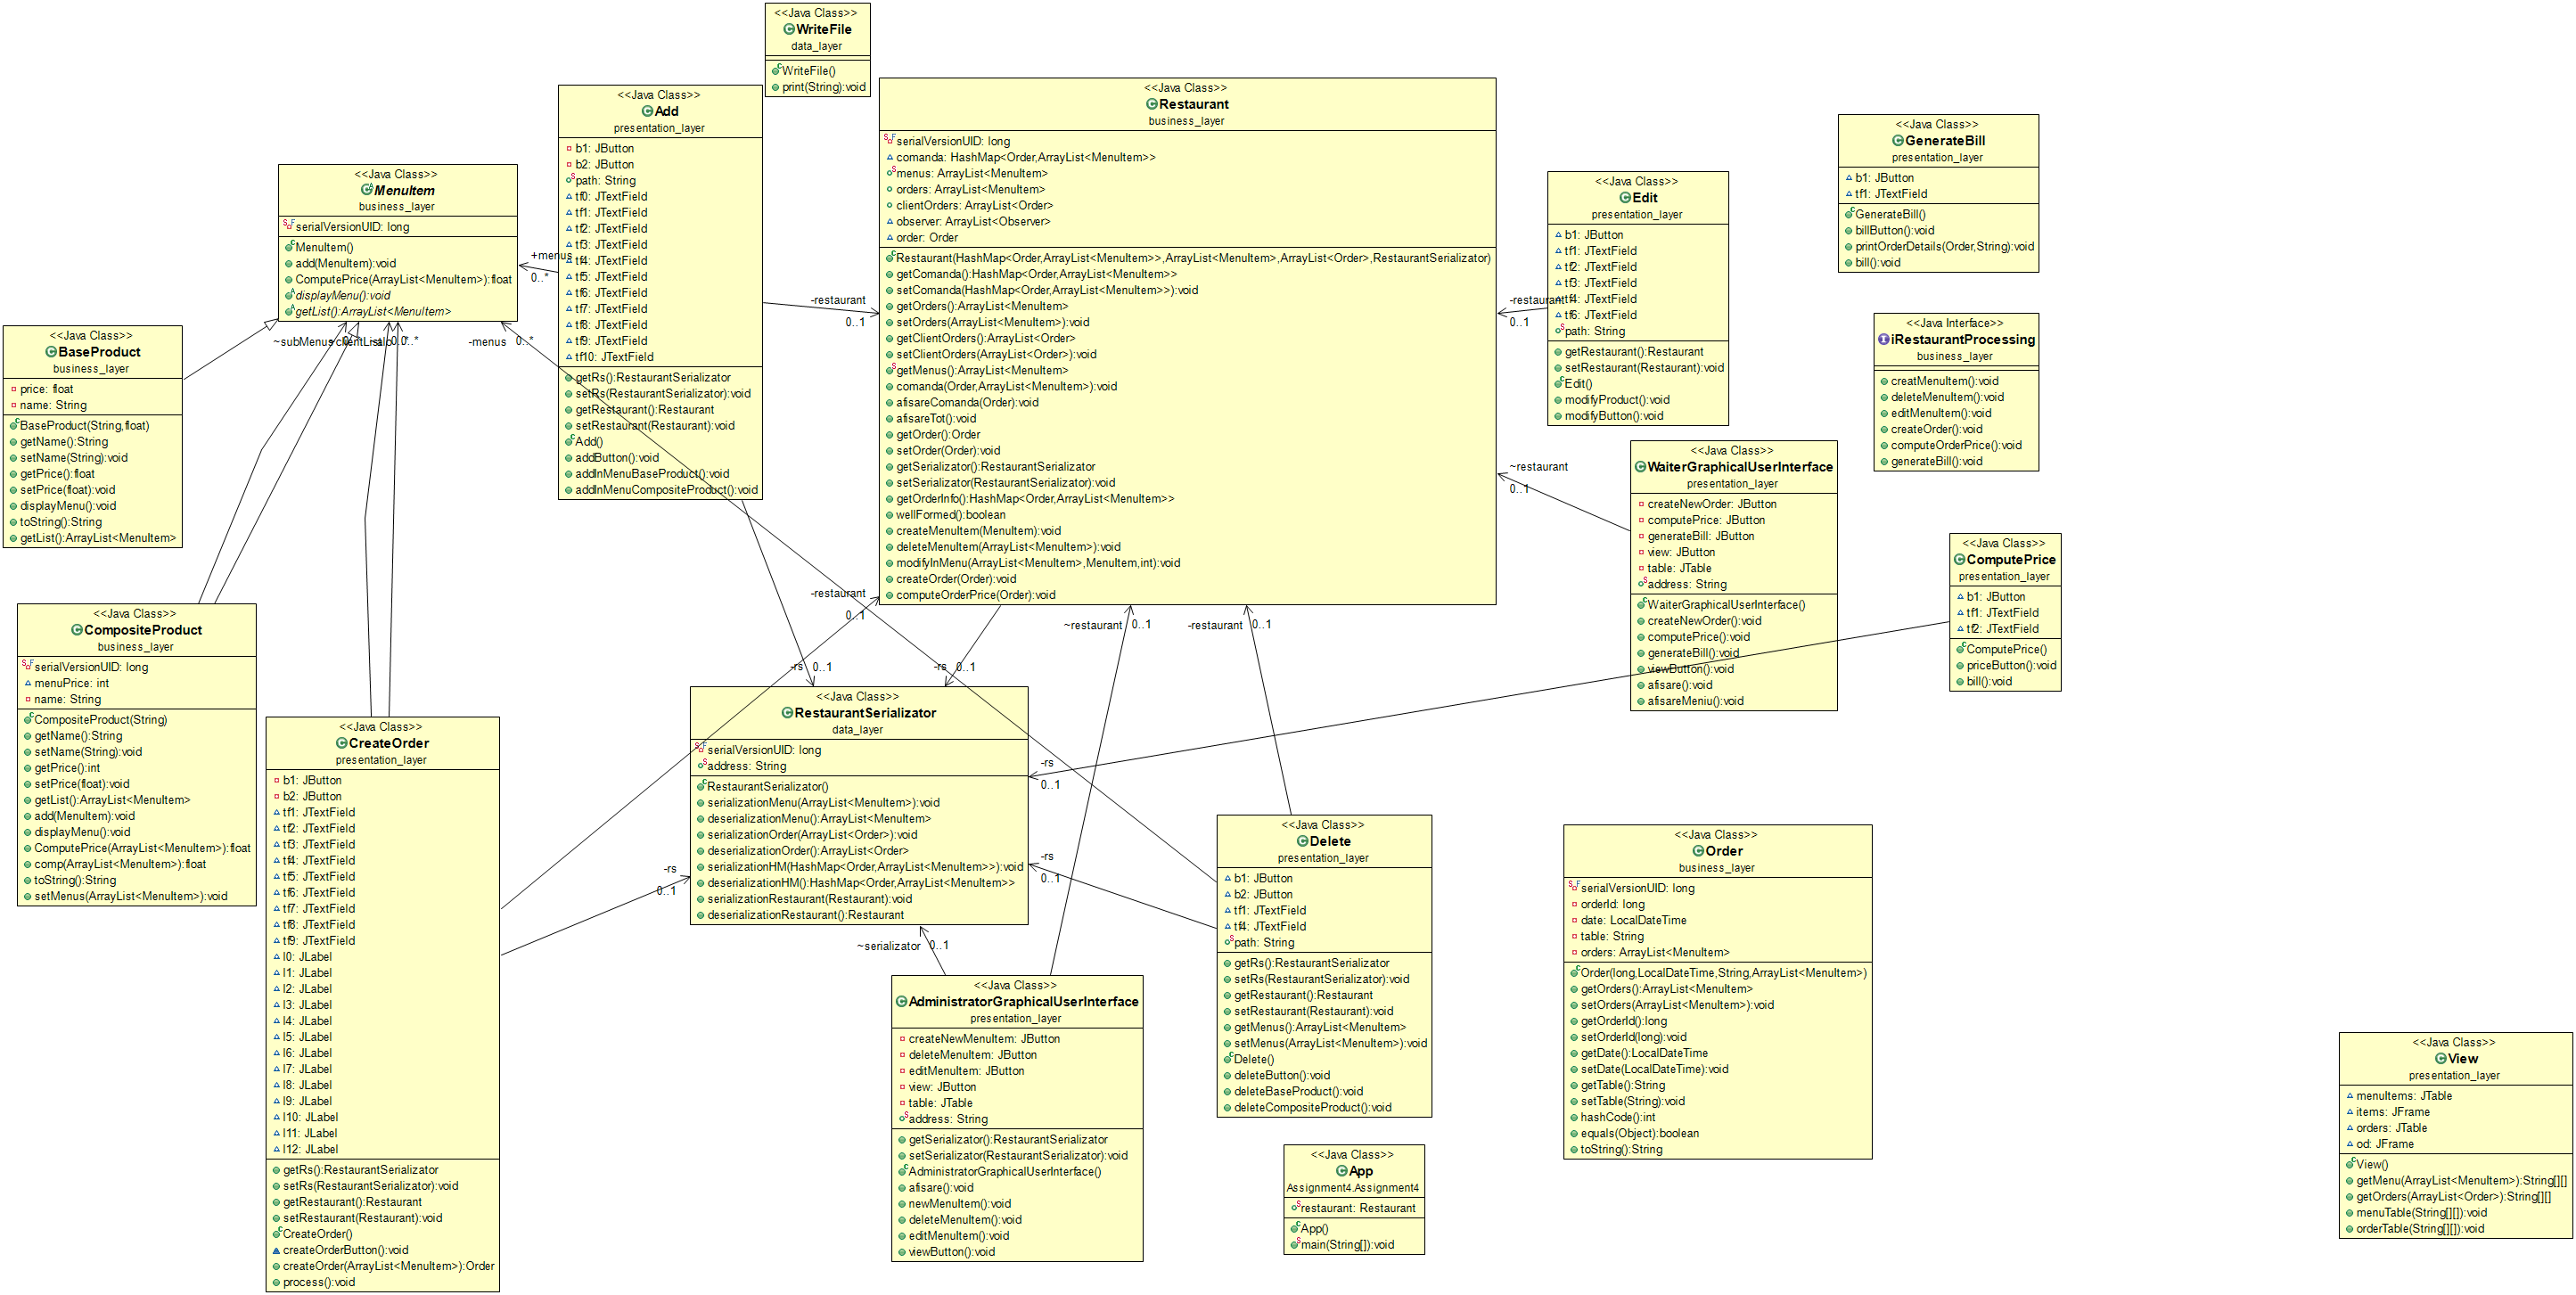 <<Java Class>>
WriteFile
data_layer
WriteFile()
print(String):void
<<Java Class>>
Add
presentation_layer
b1: JButton
b2: JButton
path: String
tf0: JTextField
tf1: JTextField
tf2: JTextField
tf3: JTextField
tf4: JTextField
tf5: JTextField
tf6: JTextField
tf7: JTextField
tf8: JTextField
tf9: JTextField
tf10: JTextField
getRs():RestaurantSerializator
setRs(RestaurantSerializator):void
getRestaurant():Restaurant
setRestaurant(Restaurant):void
Add()
addButton():void
addInMenuBaseProduct():void
addInMenuCompositeProduct():void
<<Java Class>>
Restaurant
business_layer
serialVersionUID: long
comanda: HashMap<Order,ArrayList<MenuItem>>
menus: ArrayList<MenuItem>
orders: ArrayList<MenuItem>
clientOrders: ArrayList<Order>
observer: ArrayList<Observer>
order: Order
Restaurant(HashMap<Order,ArrayList<MenuItem>>,ArrayList<MenuItem>,ArrayList<Order>,RestaurantSerializator)
getComanda():HashMap<Order,ArrayList<MenuItem>>
setComanda(HashMap<Order,ArrayList<MenuItem>>):void
getOrders():ArrayList<MenuItem>
setOrders(ArrayList<MenuItem>):void
getClientOrders():ArrayList<Order>
setClientOrders(ArrayList<Order>):void
getMenus():ArrayList<MenuItem>
comanda(Order,ArrayList<MenuItem>):void
afisareComanda(Order):void
afisareTot():void
getOrder():Order
setOrder(Order):void
getSerializator():RestaurantSerializator
setSerializator(RestaurantSerializator):void
getOrderInfo():HashMap<Order,ArrayList<MenuItem>>
wellFormed():boolean
createMenuItem(MenuItem):void
deleteMenuItem(ArrayList<MenuItem>):void
modifyInMenu(ArrayList<MenuItem>,MenuItem,int):void
createOrder(Order):void
computeOrderPrice(Order):void
<<Java Class>>
GenerateBill
presentation_layer
b1: JButton
tf1: JTextField
GenerateBill()
billButton():void
printOrderDetails(Order,String):void
bill():void
<<Java Class>>
MenuItem
business_layer
serialVersionUID: long
MenuItem()
add(MenuItem):void
ComputePrice(ArrayList<MenuItem>):float
displayMenu():void
getList():ArrayList<MenuItem>
+menus
0..*
-restaurant
0..1
<<Java Class>>
Edit
presentation_layer
b1: JButton
tf1: JTextField
tf2: JTextField
tf3: JTextField
tf4: JTextField
tf6: JTextField
path: String
getRestaurant():Restaurant
setRestaurant(Restaurant):void
Edit()
modifyProduct():void
modifyButton():void
-restaurant
0..1
<<Java Interface>>
iRestaurantProcessing
business_layer
creatMenuItem():void
deleteMenuItem():void
editMenuItem():void
createOrder():void
computeOrderPrice():void
generateBill():void
<<Java Class>>
BaseProduct
business_layer
price: float
name: String
BaseProduct(String,float)
getName():String
setName(String):void
getPrice():float
setPrice(float):void
displayMenu():void
toString():String
getList():ArrayList<MenuItem>
~subMenus
0..*
-menus
0..*
<<Java Class>>
WaiterGraphicalUserInterface
presentation_layer
createNewOrder: JButton
computePrice: JButton
generateBill: JButton
view: JButton
table: JTable
address: String
WaiterGraphicalUserInterface()
createNewOrder():void
computePrice():void
generateBill():void
viewButton():void
afisare():void
afisareMeniu():void
~restaurant
0..1
<<Java Class>>
ComputePrice
presentation_layer
b1: JButton
tf1: JTextField
tf2: JTextField
ComputePrice()
priceButton():void
bill():void
<<Java Class>>
CompositeProduct
business_layer
serialVersionUID: long
menuPrice: int
name: String
CompositeProduct(String)
getName():String
setName(String):void
getPrice():int
setPrice(float):void
getList():ArrayList<MenuItem>
add(MenuItem):void
displayMenu():void
ComputePrice(ArrayList<MenuItem>):float
comp(ArrayList<MenuItem>):float
toString():String
setMenus(ArrayList<MenuItem>):void
-restaurant
0..1
~restaurant
0..1
-restaurant
0..1
-rs
0..1
-rs
0..1
<<Java Class>>
RestaurantSerializator
data_layer
serialVersionUID: long
address: String
RestaurantSerializator()
serializationMenu(ArrayList<MenuItem>):void
deserializationMenu():ArrayList<MenuItem>
serializationOrder(ArrayList<Order>):void
deserializationOrder():ArrayList<Order>
serializationHM(HashMap<Order,ArrayList<MenuItem>>):void
deserializationHM():HashMap<Order,ArrayList<MenuItem>>
serializationRestaurant(Restaurant):void
deserializationRestaurant():Restaurant
-rs
0..1
-rs
0..1
-rs
0..1
~serializator
0..1
<<Java Class>>
CreateOrder
presentation_layer
b1: JButton
b2: JButton
tf1: JTextField
tf2: JTextField
tf3: JTextField
tf4: JTextField
tf5: JTextField
tf6: JTextField
tf7: JTextField
tf8: JTextField
tf9: JTextField
l0: JLabel
l1: JLabel
l2: JLabel
l3: JLabel
l4: JLabel
l5: JLabel
l6: JLabel
l7: JLabel
l8: JLabel
l9: JLabel
l10: JLabel
l11: JLabel
l12: JLabel
getRs():RestaurantSerializator
setRs(RestaurantSerializator):void
getRestaurant():Restaurant
setRestaurant(Restaurant):void
CreateOrder()
createOrderButton():void
createOrder(ArrayList<MenuItem>):Order
process():void
<<Java Class>>
Delete
presentation_layer
b1: JButton
b2: JButton
tf1: JTextField
tf4: JTextField
path: String
getRs():RestaurantSerializator
setRs(RestaurantSerializator):void
getRestaurant():Restaurant
setRestaurant(Restaurant):void
getMenus():ArrayList<MenuItem>
setMenus(ArrayList<MenuItem>):void
Delete()
deleteButton():void
deleteBaseProduct():void
deleteCompositeProduct():void
<<Java Class>>
Order
business_layer
serialVersionUID: long
orderId: long
date: LocalDateTime
table: String
orders: ArrayList<MenuItem>
Order(long,LocalDateTime,String,ArrayList<MenuItem>)
getOrders():ArrayList<MenuItem>
setOrders(ArrayList<MenuItem>):void
getOrderId():long
setOrderId(long):void
getDate():LocalDateTime
setDate(LocalDateTime):void
getTable():String
setTable(String):void
hashCode():int
equals(Object):boolean
toString():String
<<Java Class>>
AdministratorGraphicalUserInterface
presentation_layer
createNewMenuItem: JButton
deleteMenuItem: JButton
editMenuItem: JButton
view: JButton
table: JTable
address: String
getSerializator():RestaurantSerializator
setSerializator(RestaurantSerializator):void
AdministratorGraphicalUserInterface()
afisare():void
newMenuItem():void
deleteMenuItem():void
editMenuItem():void
viewButton():void
<<Java Class>>
App
Assignment4.Assignment4
restaurant: Restaurant
App()
main(String[]):void
<<Java Class>>
View
presentation_layer
menuItems: JTable
items: JFrame
orders: JTable
od: JFrame
View()
getMenu(ArrayList<MenuItem>):String[][]
getOrders(ArrayList<Order>):String[][]
menuTable(String[][]):void
orderTable(String[][]):void